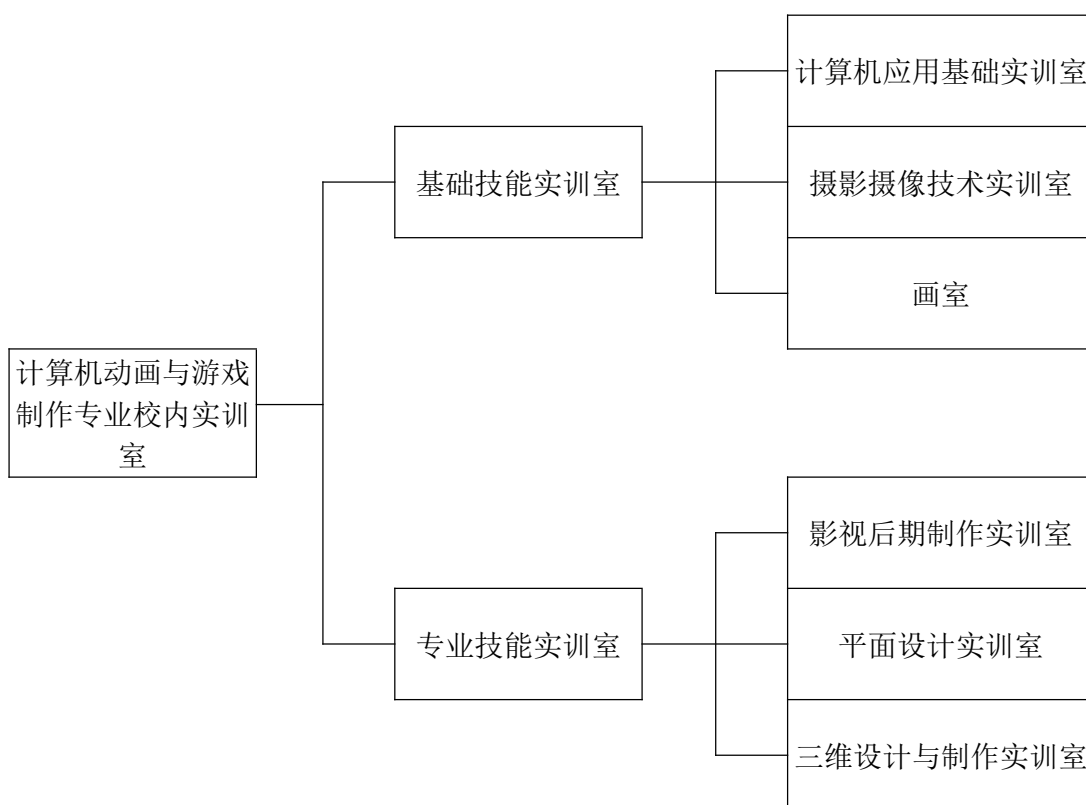 计算机应用基础实训室
基础技能实训室
摄影摄像技术实训室
画室
计算机动画与游戏
制作专业校内实训
室
影视后期制作实训室
专业技能实训室
平面设计实训室
三维设计与制作实训室